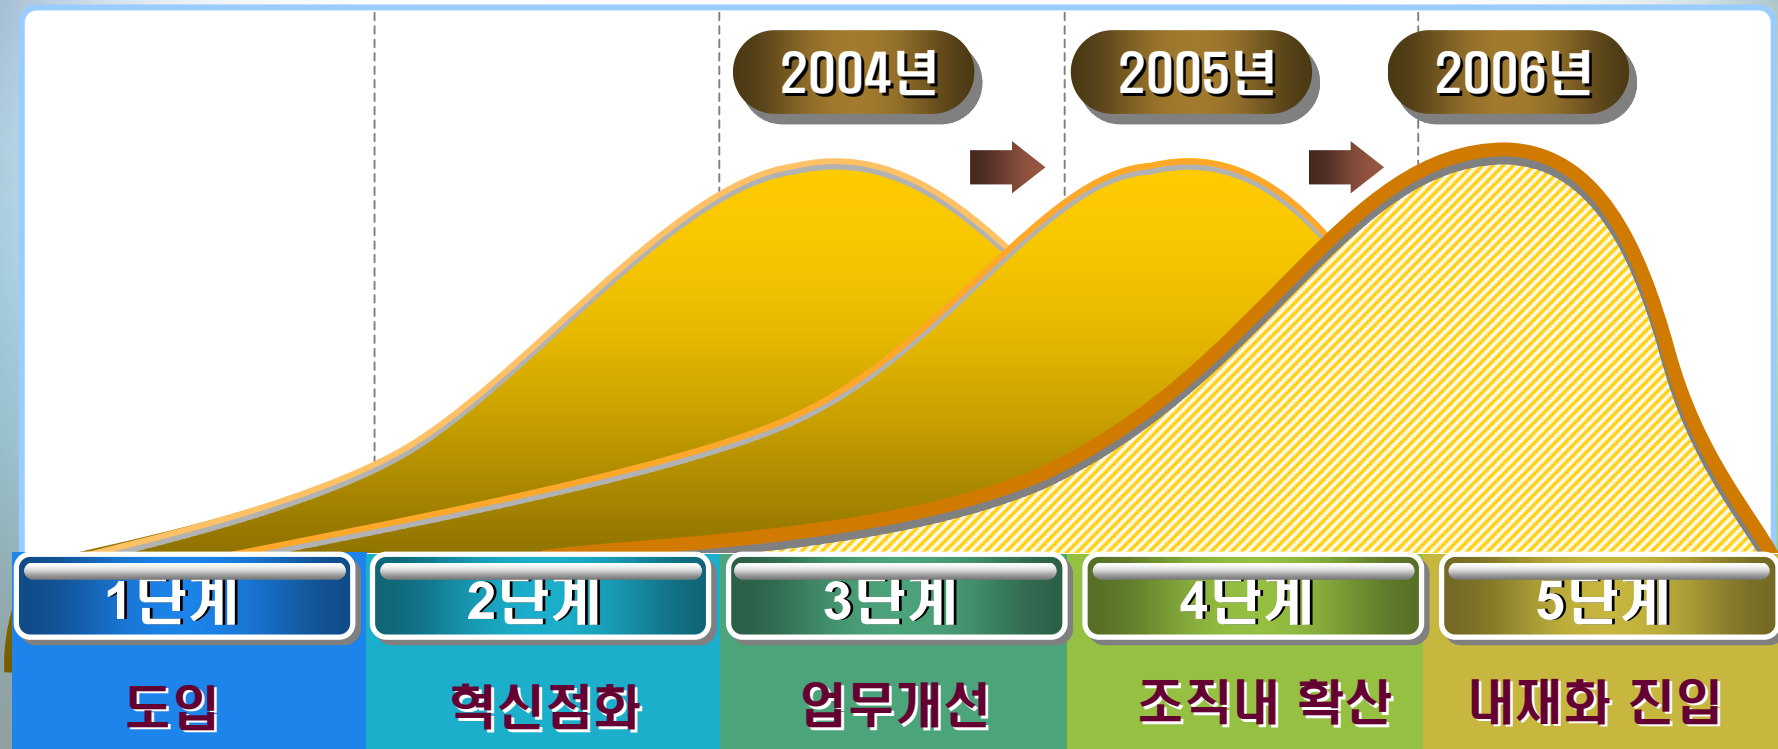 2004년
2005년
2006년
1단계
2단계
3단계
4단계
5단계
도입
혁신점화
업무개선
조직내 확산
내재화 진입